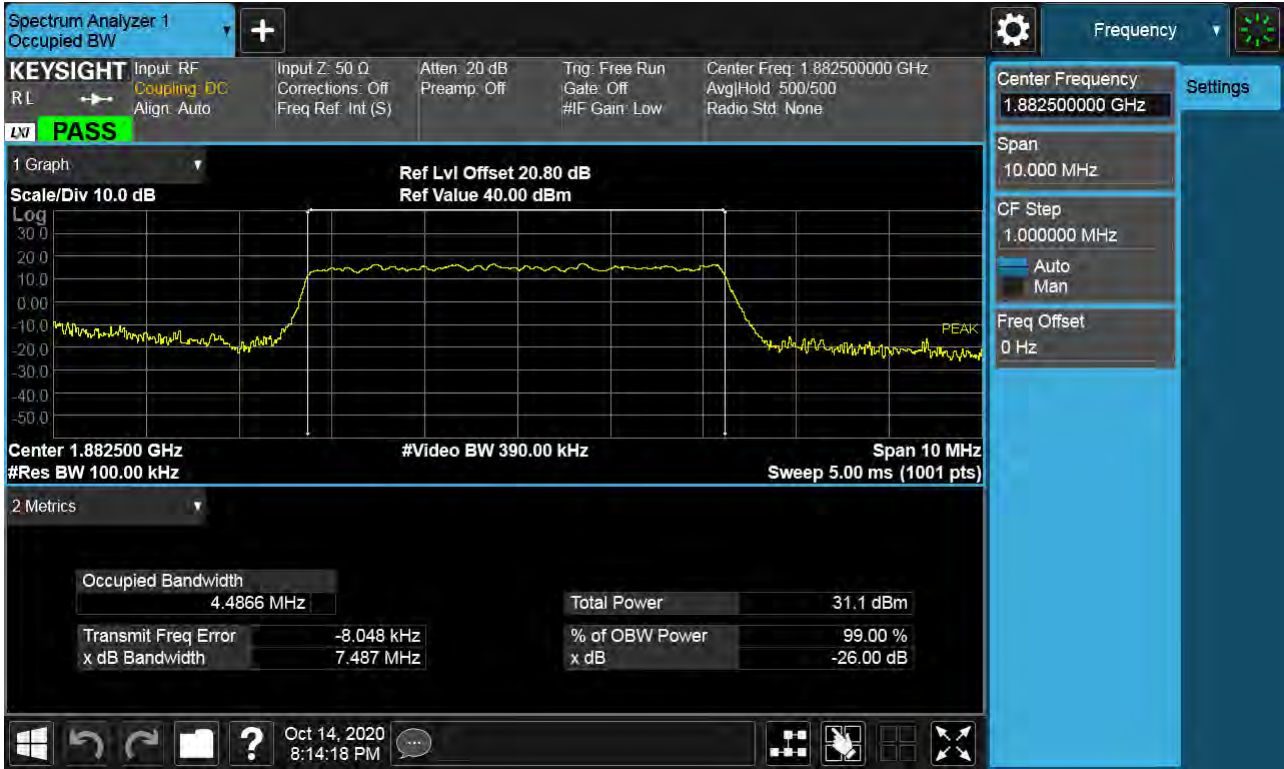 Spectrum Analyzer 1
Occupied BW
+
Frequency
KEYSIGHT
RL
LXI PASS
Input: RF
Coupling: DC
Align: Auto
Input Z: 50 Ω
Corrections: Off
Freq Ref: Int (S)
Atten: 20 dB
Preamp: Off
Trig: Free Run
Gate: Off
#IF Gain: Low
Center Freq: 1.882500000 GHz
Avg|Hold: 500/500
Radio Std: None
Center Frequency
1.882500000 GHz
Settings
Span
10.000 MHz
CF Step
1.000000 MHz
Auto
Man
Freq Offset
0 Hz
1 Graph
Scale/Div 10.0 dB
Ref Lvl Offset 20.80 dB
Ref Value 40.00 dBm
Log
30.0
20.0
10.0
0.00
-10.0
-20.0
-30.0
-40.0
-50.0
PEAK
Center 1.882500 GHz
#Video BW 390.00 kHz
Span 10 MHz
#Res BW 100.00 kHz
Sweep 5.00 ms (1001 pts)
2 Metrics
Occupied Bandwidth
4.4866 MHz
Total Power 31.1 dBm
Transmit Freq Error -8.048 kHz
% of OBW Power 99.00 %
x dB Bandwidth 7.487 MHz
x dB -26.00 dB
?
Oct 14, 2020
8:14:18 PM